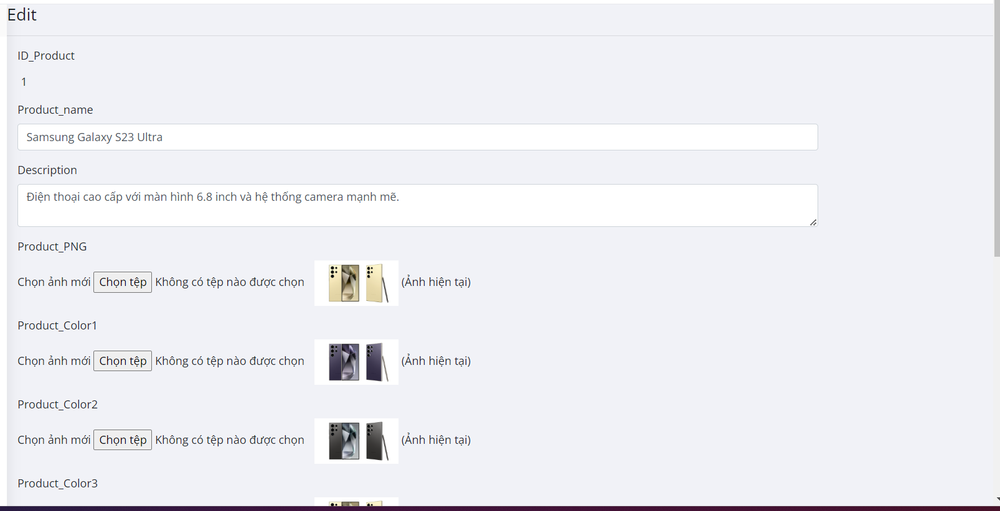 Edit
ID_Product
1
Product_name
Samsung Galaxy S23 Ultra
Description
Điện thoại cao cấp với màn hình 6.8 inch và hệ thống camera mạnh mẽ.
Product_PNG
Chọn ảnh mới Chọn tệp Không có tệp nào được chọn (Ảnh hiện tại)
Product_Color1
Chọn ảnh mới Chọn tệp Không có tệp nào được chọn (Ảnh hiện tại)
Product_Color2
Chọn ảnh mới Chọn tệp Không có tệp nào được chọn (Ảnh hiện tại)
Product_Color3